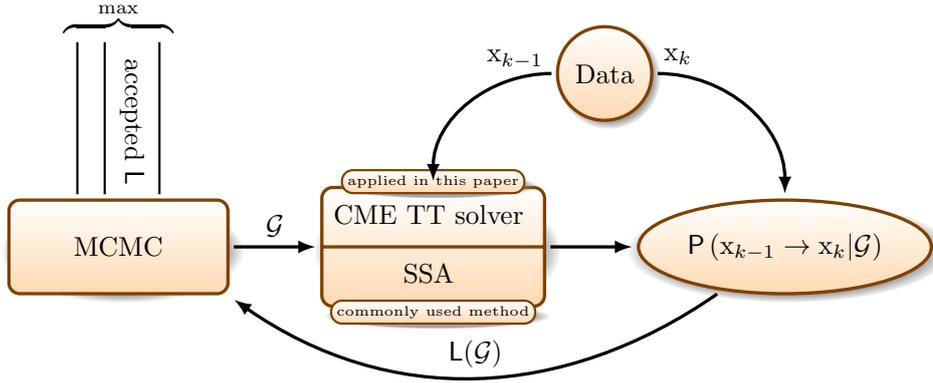 max
accepted L
x_{k−1}
Data
x_k
applied in this paper
CME TT solver
MCMC
𝒢
SSA
commonly used method
P (x_{k−1} → x_k|𝒢)
L(𝒢)